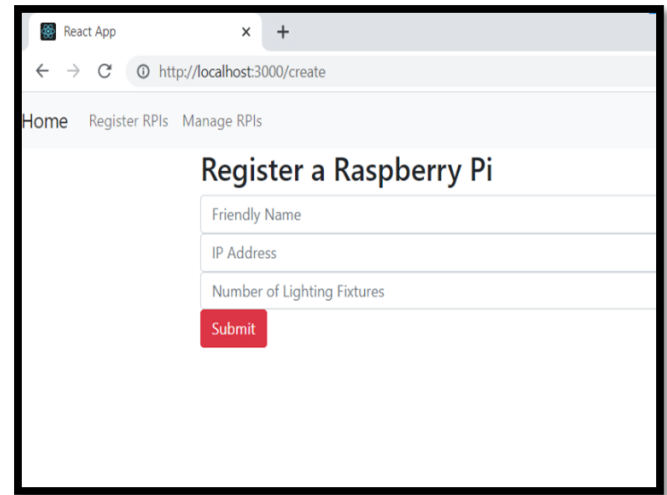 React App
http://localhost:3000/create
Home Register RPIs Manage RPIs
Register a Raspberry Pi
Friendly Name
IP Address
Number of Lighting Fixtures
Submit